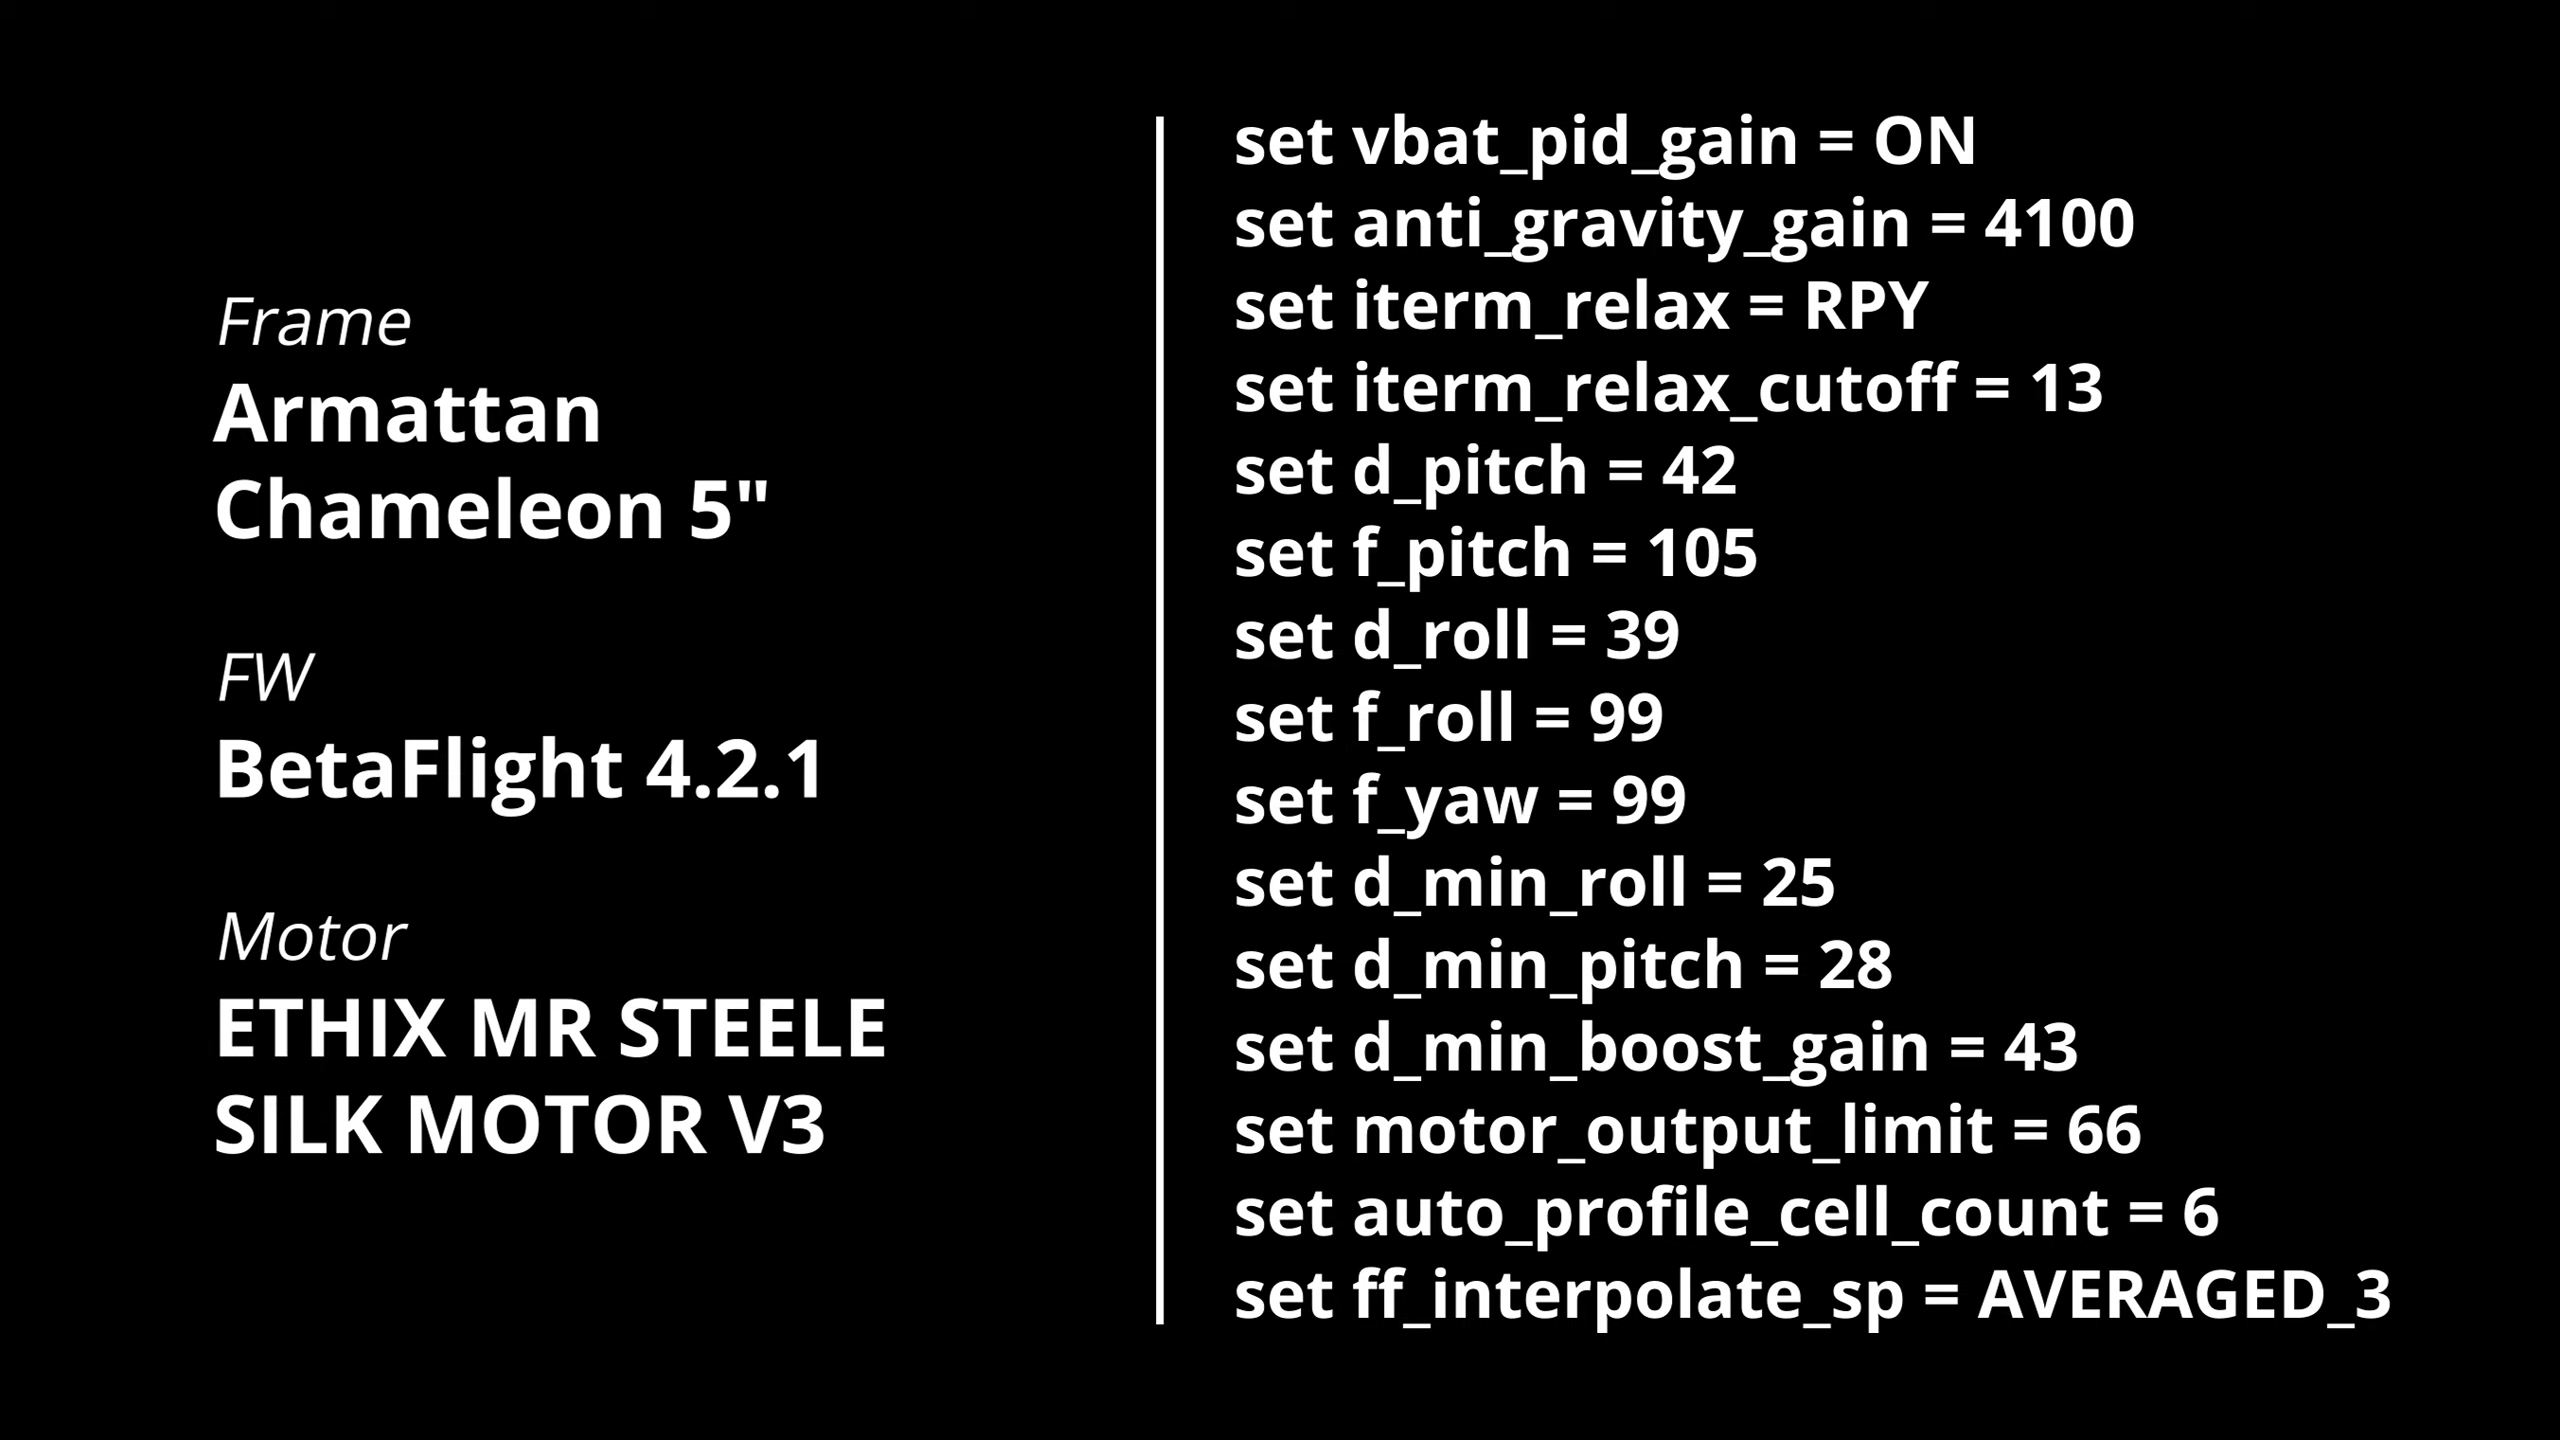 Frame
Armattan
Chameleon 5"
FW
BetaFlight 4.2.1
Motor
ETHIX MR STEELE
SILK MOTOR V3
set vbat_pid_gain = ON
set anti_gravity_gain = 4100
set iterm_relax = RPY
set iterm_relax_cutoff = 13
set d_pitch = 42
set f_pitch = 105
set d_roll = 39
set f_roll = 99
set f_yaw = 99
set d_min_roll = 25
set d_min_pitch = 28
set d_min_boost_gain = 43
set motor_output_limit = 66
set auto_profile_cell_count = 6
set ff_interpolate_sp = AVERAGED_3